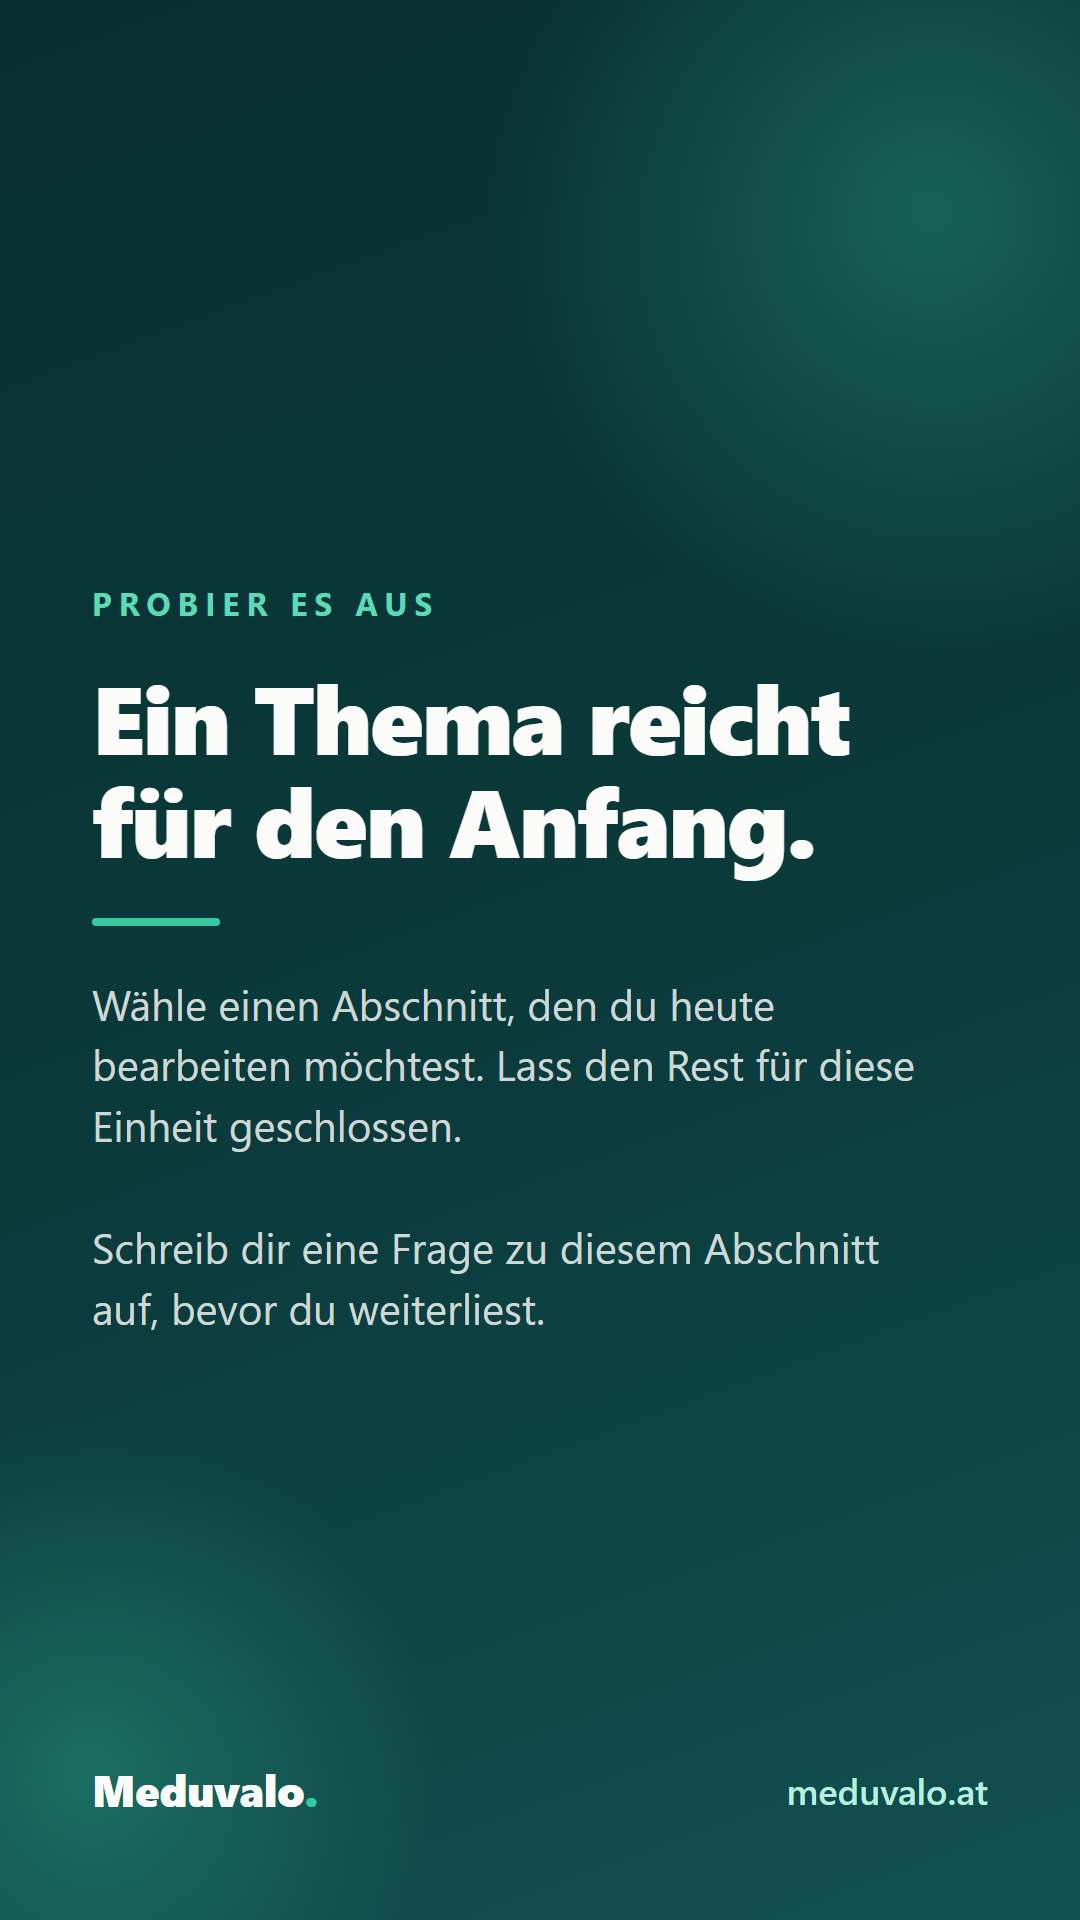 PROBIER ES AUS
Ein Thema reicht
für den Anfang.
Wähle einen Abschnitt, den du heute
bearbeiten möchtest. Lass den Rest für diese
Einheit geschlossen.
Schreib dir eine Frage zu diesem Abschnitt
auf, bevor du weiterliest.
Meduvalo.
meduvalo.at